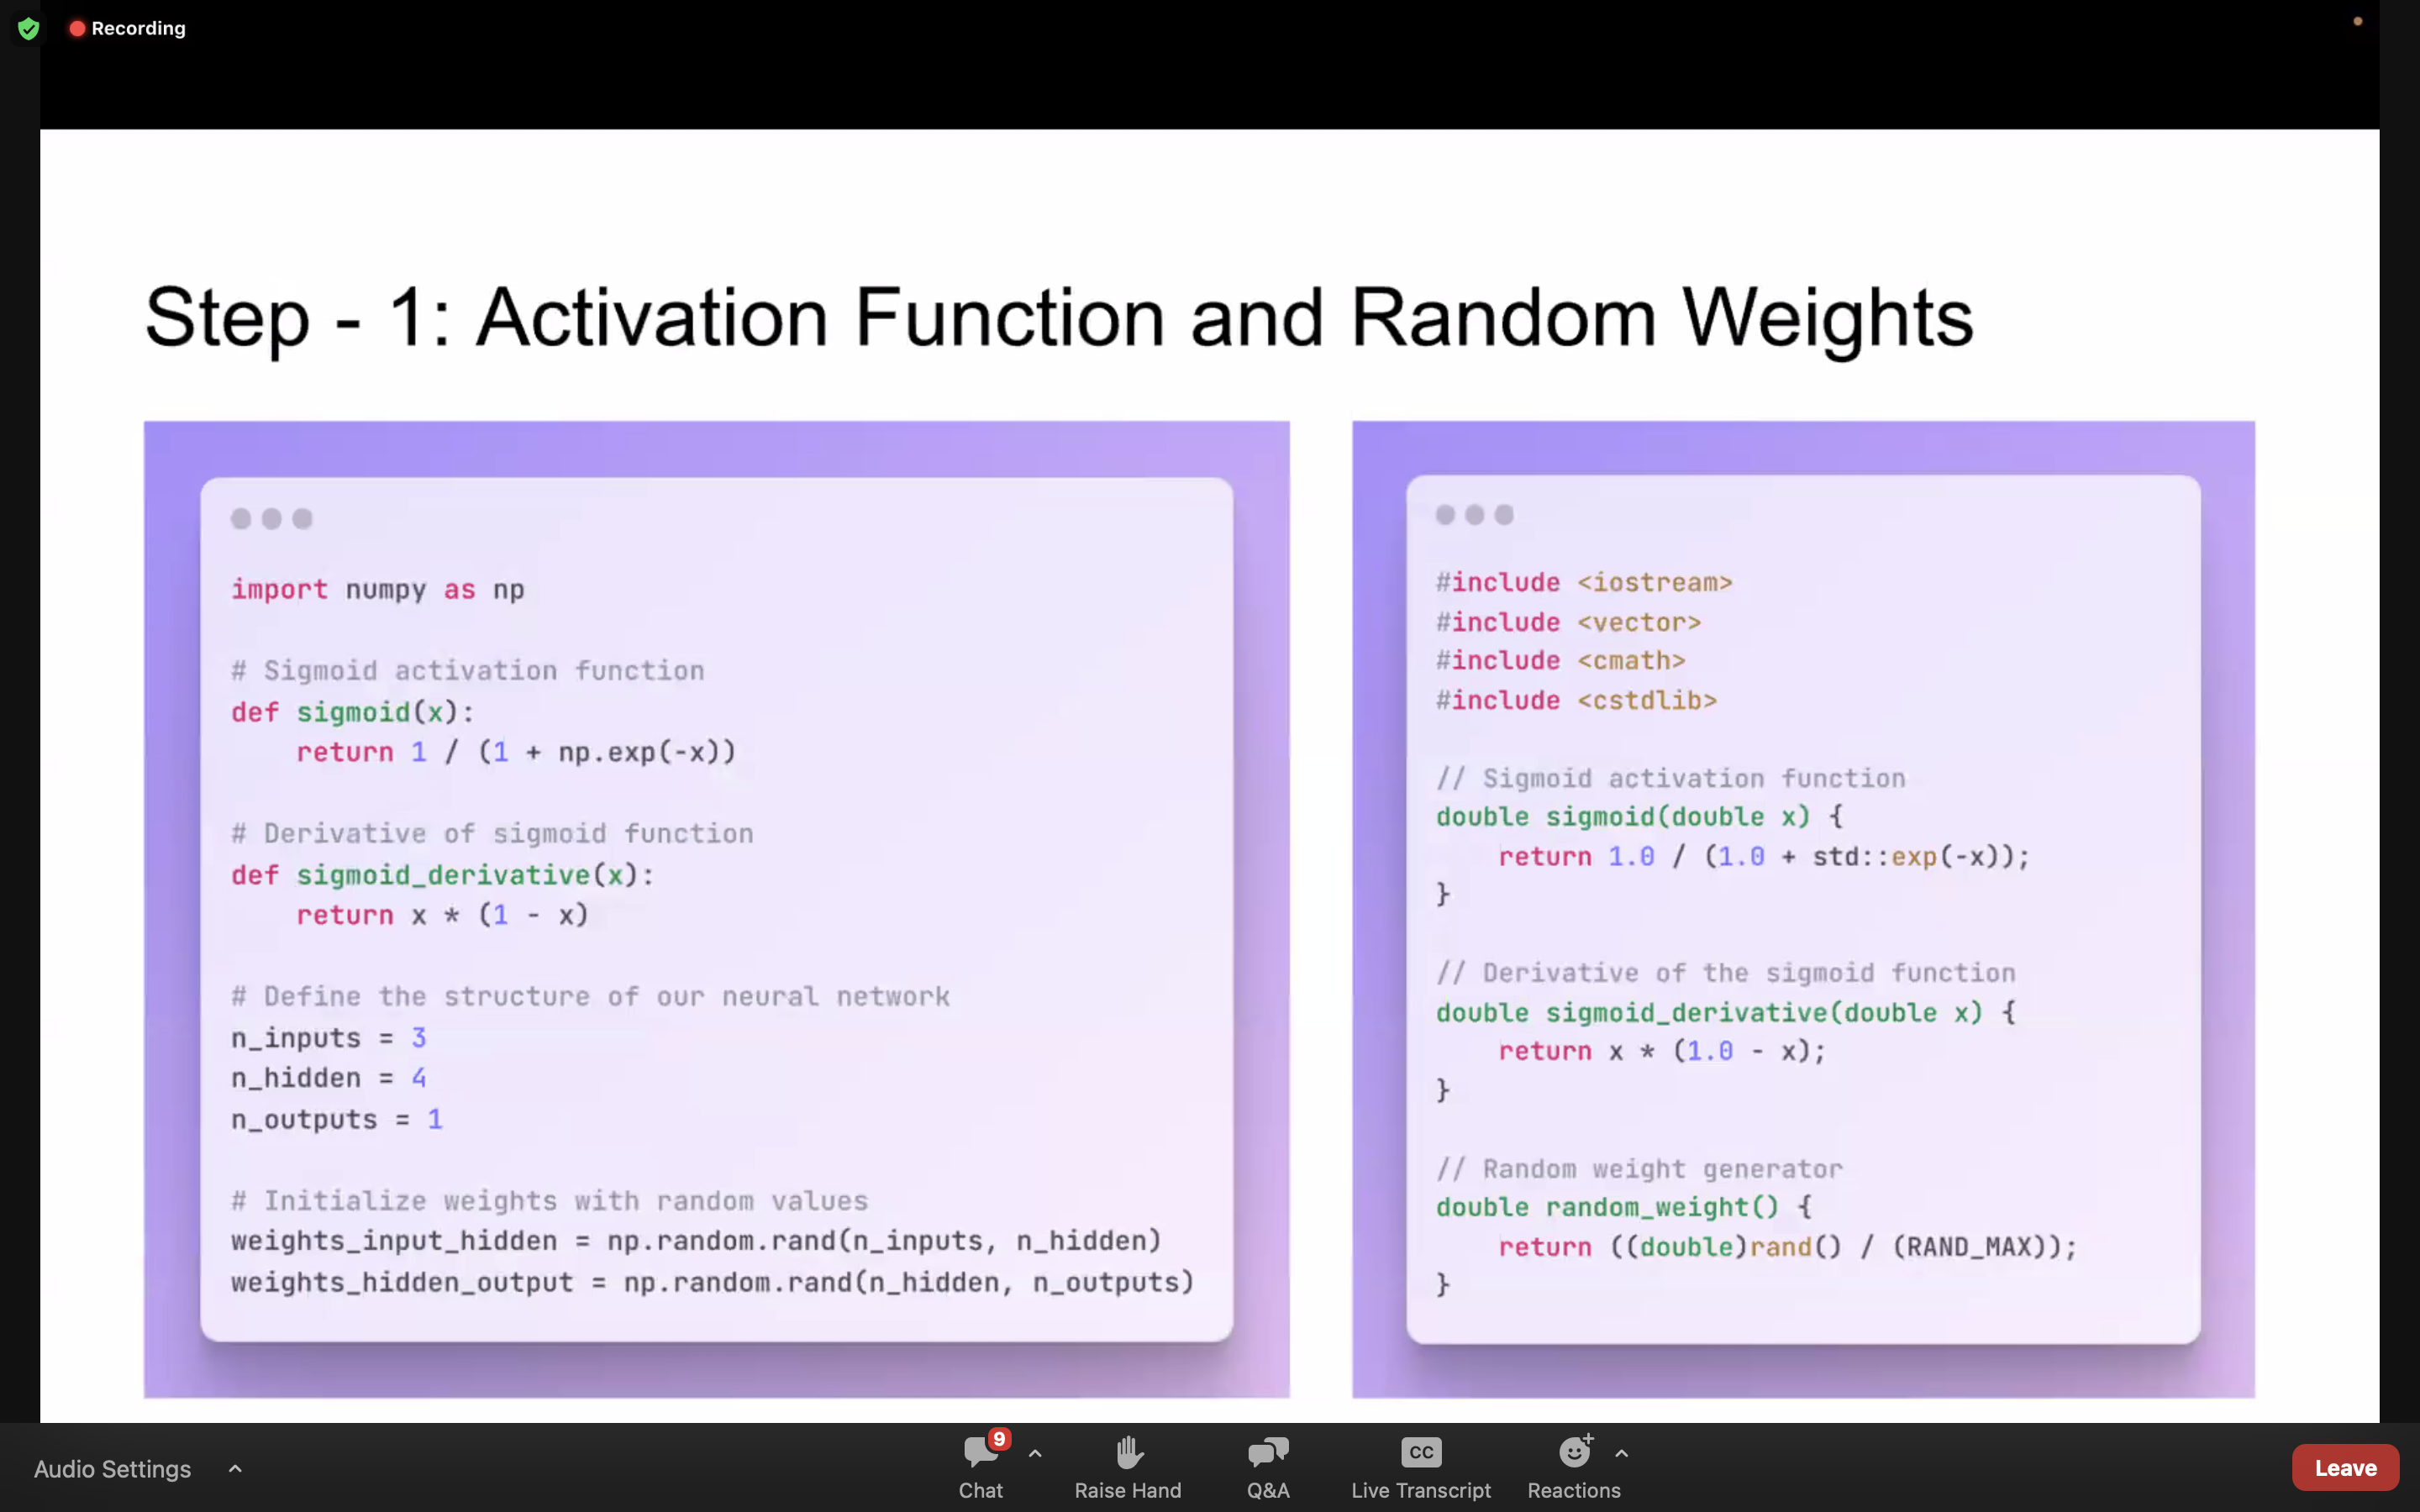 Recording
Step - 1: Activation Function and Random Weights
import numpy as np
# Sigmoid activation function
def sigmoid(x):
    return 1 / (1 + np.exp(-x))
# Derivative of sigmoid function
def sigmoid_derivative(x):
    return x * (1 - x)
# Define the structure of our neural network
n_inputs = 3
n_hidden = 4
n_outputs = 1
# Initialize weights with random values
weights_input_hidden = np.random.rand(n_inputs, n_hidden)
weights_hidden_output = np.random.rand(n_hidden, n_outputs)
#include <iostream>
#include <vector>
#include <cmath>
#include <cstdlib>
// Sigmoid activation function
double sigmoid(double x) {
    return 1.0 / (1.0 + std::exp(-x));
}
// Derivative of the sigmoid function
double sigmoid_derivative(double x) {
    return x * (1.0 - x);
}
// Random weight generator
double random_weight() {
    return ((double)rand() / (RAND_MAX));
}
Audio Settings
9
Chat
Raise Hand
Q&A
CC
Live Transcript
Reactions
Leave